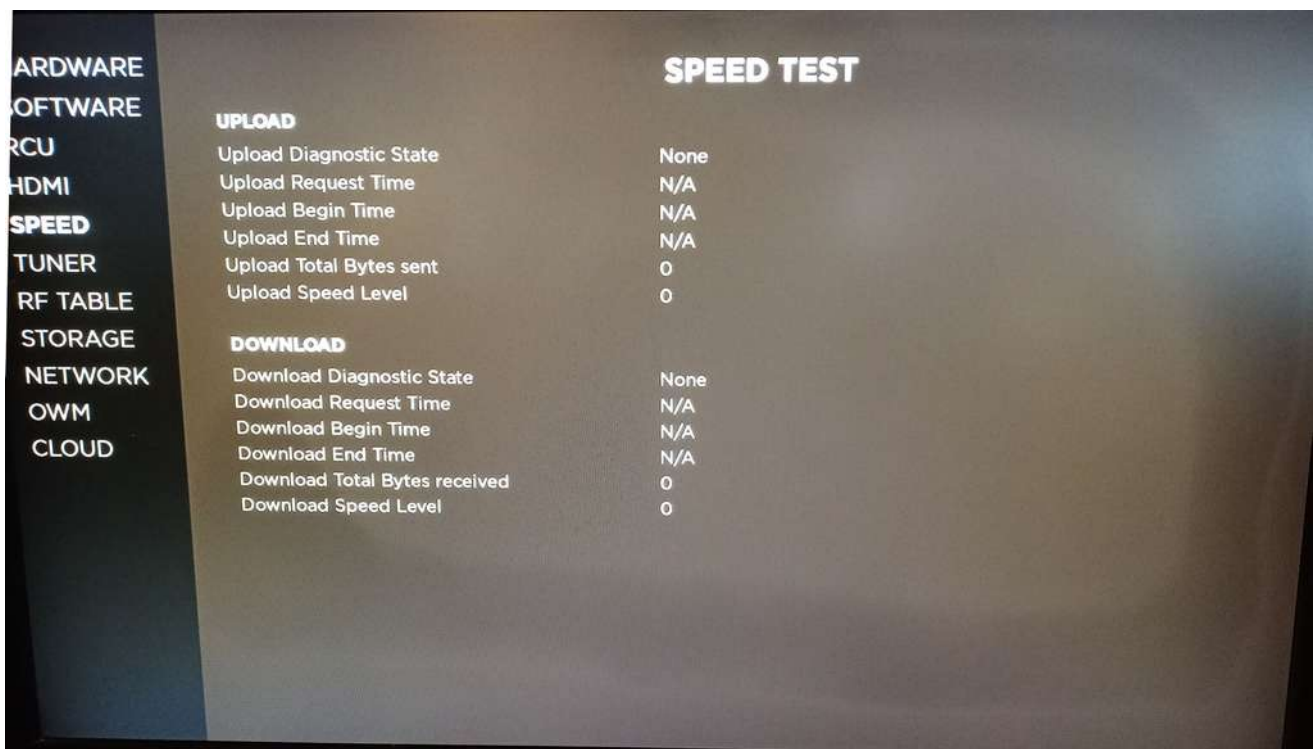 ARDWARE
SOFTWARE
RCU
HDMI
SPEED
TUNER
RF TABLE
STORAGE
NETWORK
OWM
CLOUD
SPEED TEST
UPLOAD
Upload Diagnostic State None
Upload Request Time N/A
Upload Begin Time N/A
Upload End Time N/A
Upload Total Bytes sent 0
Upload Speed Level 0
DOWNLOAD
Download Diagnostic State None
Download Request Time N/A
Download Begin Time N/A
Download End Time N/A
Download Total Bytes received 0
Download Speed Level 0